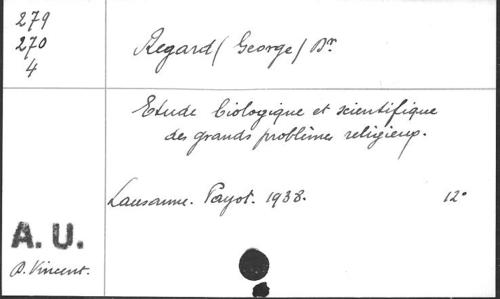 279
270
4
Regard (George) Dr.
Etude biologique et scientifique
des grands problèmes religieux.
Lausanne. Payot. 1938. 12°
A. U.
D. Vincent.